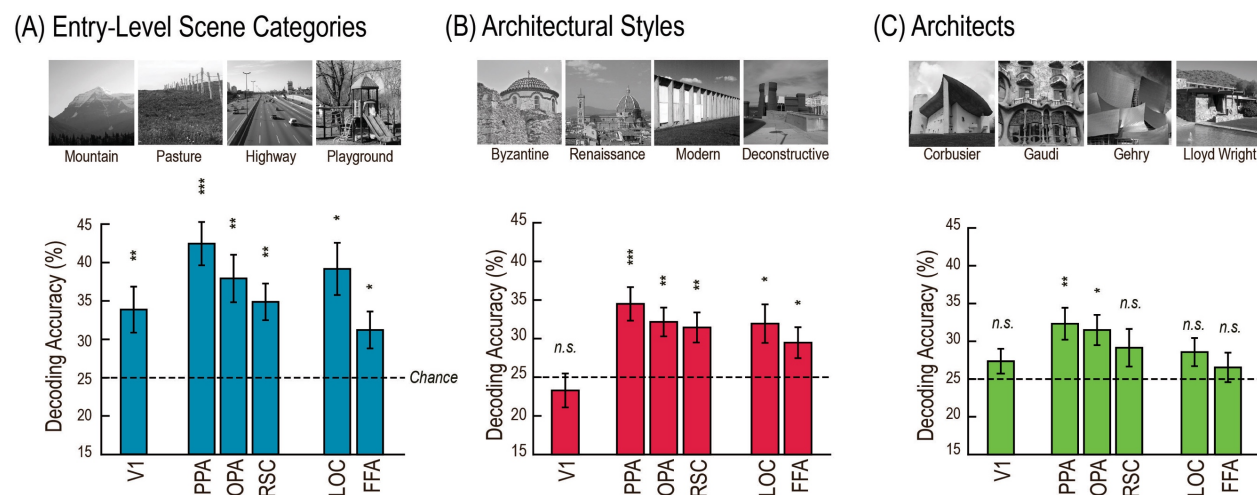 (A) Entry-Level Scene Categories
Mountain Pasture Highway Playground
Decoding Accuracy (%)
45
40
35
30
25
20
15
***
**
**
**
*
*
Chance
V1 PPA OPA RSC LOC FFA
(B) Architectural Styles
Byzantine Renaissance Modern Deconstructive
Decoding Accuracy (%)
45
40
35
30
25
20
15
n.s.
***
**
**
*
*
V1 PPA OPA RSC LOC FFA
(C) Architects
Corbusier Gaudi Gehry Lloyd Wright
Decoding Accuracy (%)
45
40
35
30
25
20
15
n.s.
**
*
n.s.
n.s.
n.s.
V1 PPA OPA RSC LOC FFA